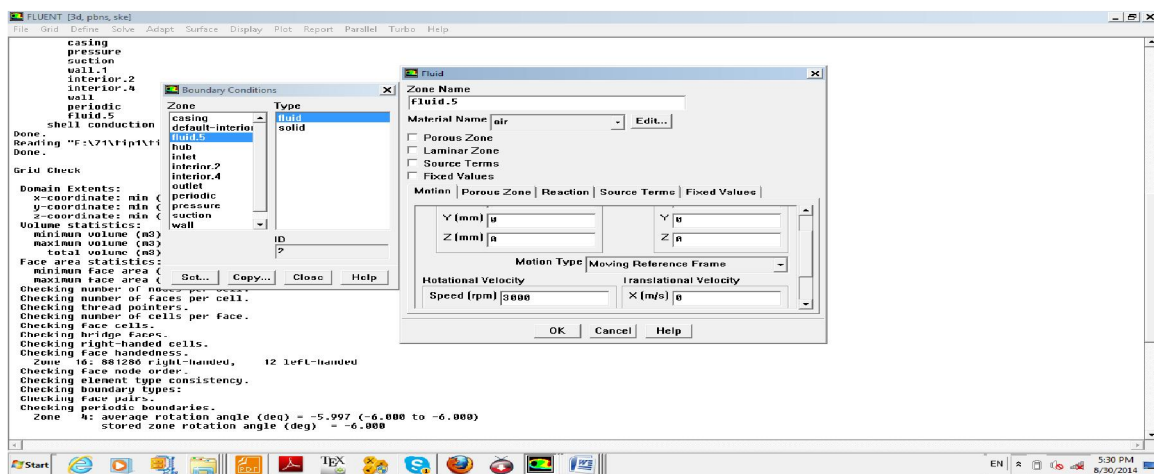 FLUENT [3d, pbns, ske]
File Grid Define Solve Adapt Surface Display Plot Report Parallel Turbo Help
casing
pressure
suction
wall.1
interior.2
interior.4
wall
periodic
fluid.5
shell conduction
Done.
Reading "F:\71\tip1\ti
Done.
Grid Check
Domain Extents:
x-coordinate: min (
y-coordinate: min (
z-coordinate: min (
Volume statistics:
minimum volume (m3)
maximum volume (m3)
total volume (m3)
Face area statistics:
minimum face area (
maximum face area (
Checking number of nodes per cell.
Checking number of faces per cell.
Checking thread pointers.
Checking number of cells per face.
Checking face cells.
Checking bridge faces.
Checking right-handed cells.
Checking face handedness.
Zone 16: 881286 right-handed, 12 left-handed
Checking face node order.
Checking element type consistency.
Checking boundary types:
Checking face pairs.
Checking periodic boundaries.
Zone 4: average rotation angle (deg) = -5.997 (-6.000 to -6.000)
stored zone rotation angle (deg) = -6.000
Boundary Conditions
Zone Type
casing
default-interior
fluid.5
hub
inlet
interior.2
interior.4
outlet
periodic
pressure
suction
wall
fluid
solid
ID
2
Set... Copy... Close Help
Fluid
Zone Name
fluid.5
Material Name air Edit...
Porous Zone
Laminar Zone
Source Terms
Fixed Values
Motion Porous Zone Reaction Source Terms Fixed Values
Y (mm) 0 Y 0
Z (mm) 0 Z 0
Motion Type Moving Reference Frame
Rotational Velocity Translational Velocity
Speed (rpm) 3000 X (m/s) 0
OK Cancel Help
Start
TEX
EN
5:30 PM
8/30/2014